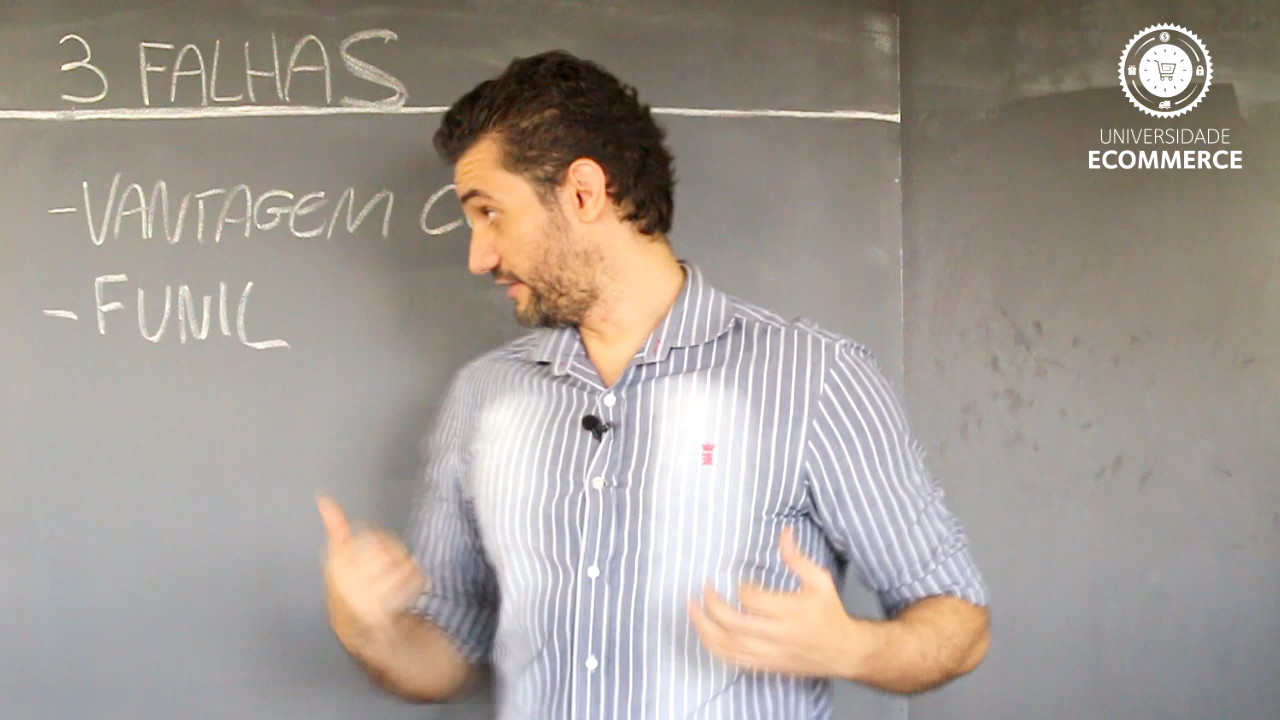 3 FALHAS
- VANTAGEM C
- FUNIL
UNIVERSIDADE
ECOMMERCE